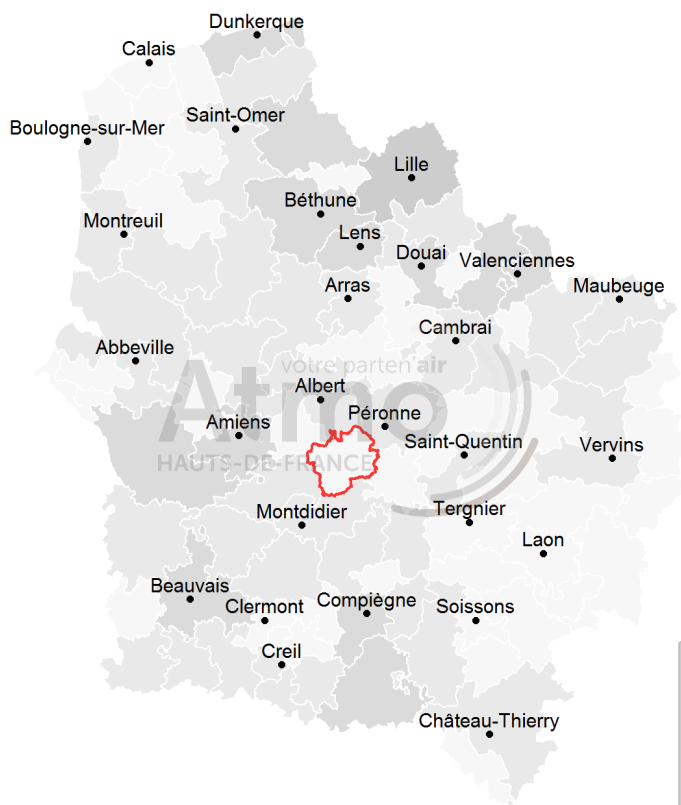 Dunkerque
Calais
Saint-Omer
Boulogne-sur-Mer
Lille
Béthune
Montreuil
Lens
Douai
Valenciennes
Arras
Maubeuge
Cambrai
Abbeville
votre parten'air
Atmo
HAUTS-DE-FRANCE
Albert
Péronne
Amiens
Saint-Quentin
Vervins
Montdidier
Tergnier
Laon
Beauvais
Clermont
Compiègne
Soissons
Creil
Château-Thierry